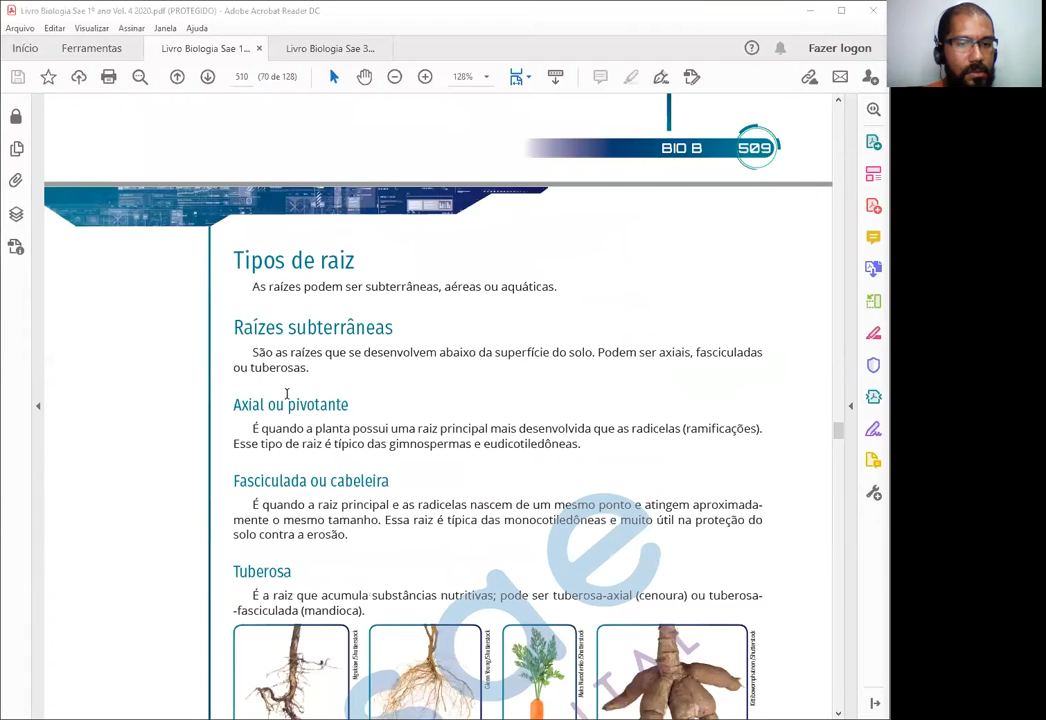 Livro Biologia Sae 1º ano Vol. 4 2020.pdf (PROTEGIDO) - Adobe Acrobat Reader DC
Arquivo Editar Visualizar Assinar Janela Ajuda
Início Ferramentas Livro Biologia Sae 1... × Livro Biologia Sae 3... Fazer logon
510 (70 de 128) 128%
BIO B 509
Tipos de raiz
As raízes podem ser subterrâneas, aéreas ou aquáticas.
Raízes subterrâneas
São as raízes que se desenvolvem abaixo da superfície do solo. Podem ser axiais, fasciculadas
ou tuberosas.
Axial ou pivotante
É quando a planta possui uma raiz principal mais desenvolvida que as radicelas (ramificações).
Esse tipo de raiz é típico das gimnospermas e eudicotiledôneas.
Fasciculada ou cabeleira
É quando a raiz principal e as radicelas nascem de um mesmo ponto e atingem aproximada-
mente o mesmo tamanho. Essa raiz é típica das monocotiledôneas e muito útil na proteção do
solo contra a erosão.
Tuberosa
É a raiz que acumula substâncias nutritivas; pode ser tuberosa-axial (cenoura) ou tuberosa-
-fasciculada (mandioca).